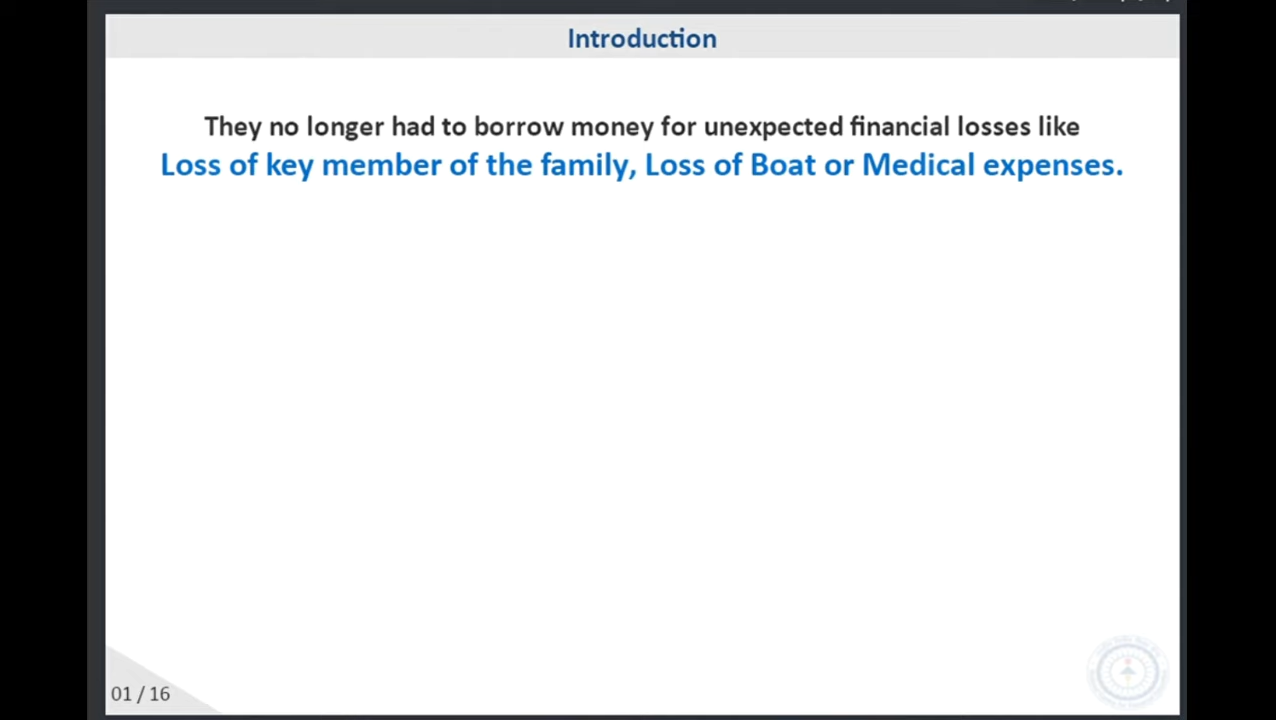 Introduction
They no longer had to borrow money for unexpected financial losses like
Loss of key member of the family, Loss of Boat or Medical expenses.
01 / 16